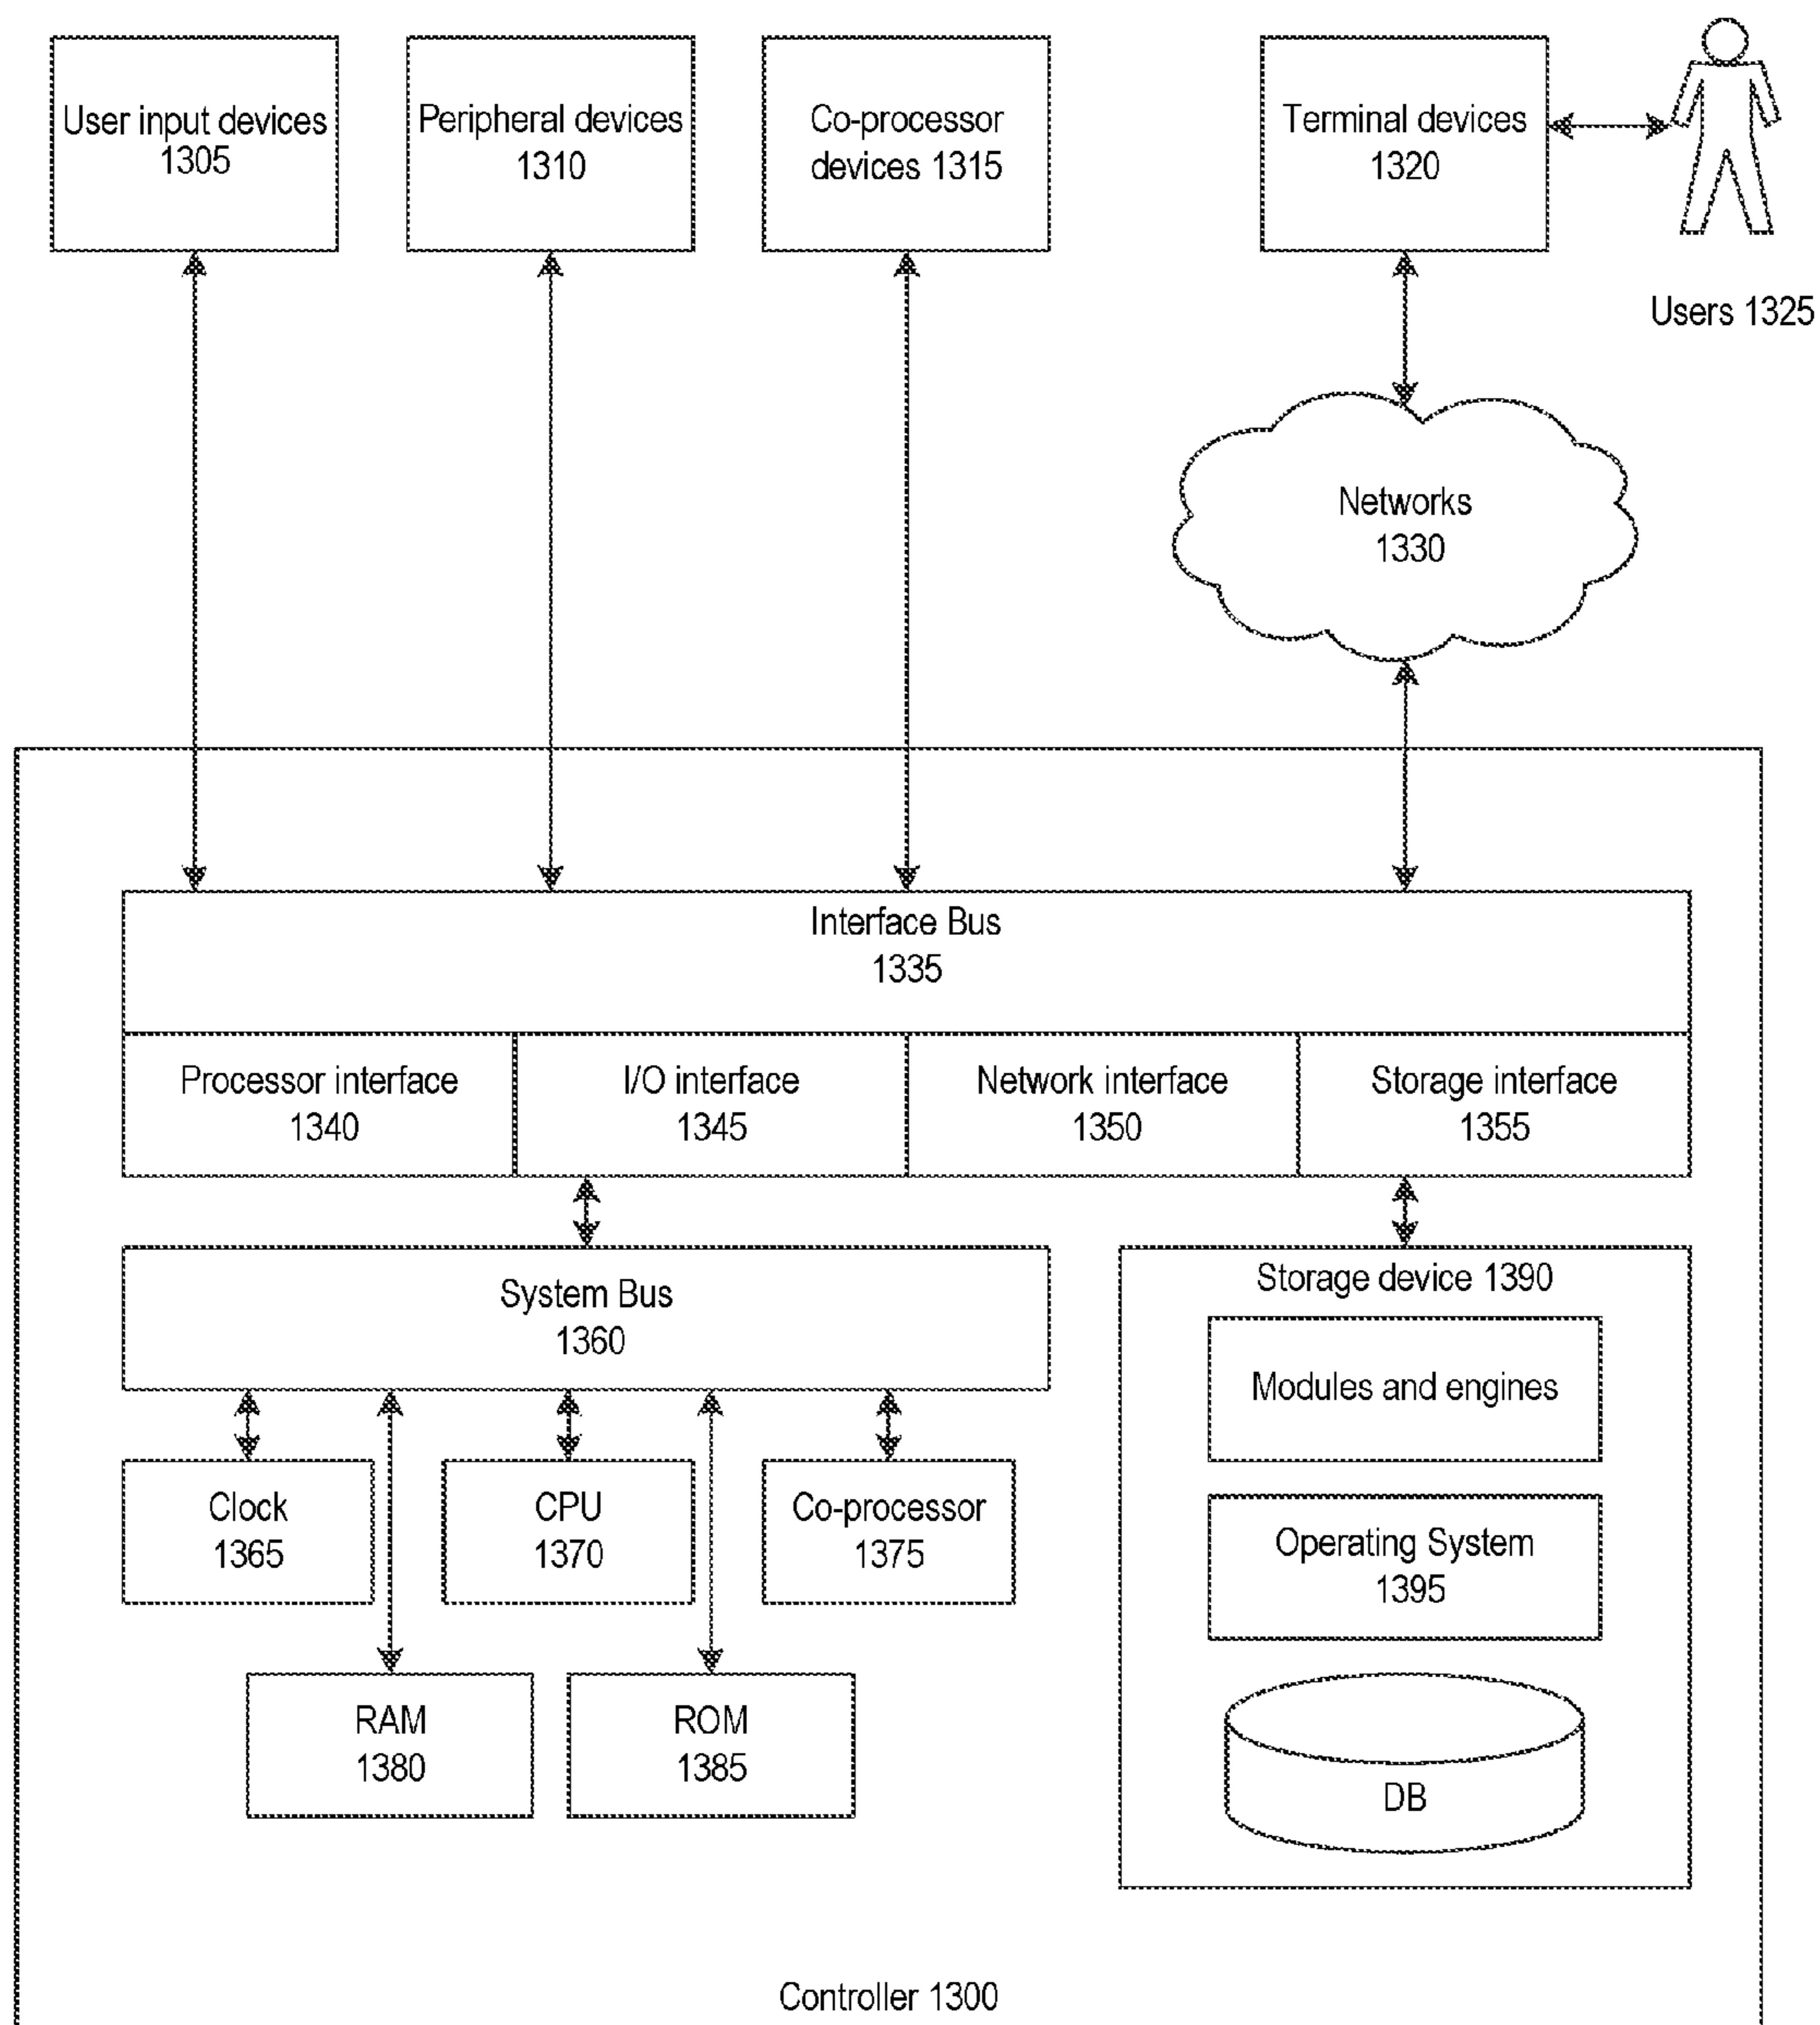 User input devices
1305
Peripheral devices
1310
Co-processor
devices 1315
Terminal devices
1320
Users 1325
Networks
1330
Interface Bus
1335
Processor interface
1340
I/O interface
1345
Network interface
1350
Storage interface
1355
System Bus
1360
Storage device 1390
Modules and engines
Clock
1365
CPU
1370
Co-processor
1375
Operating System
1395
RAM
1380
ROM
1385
DB
Controller 1300